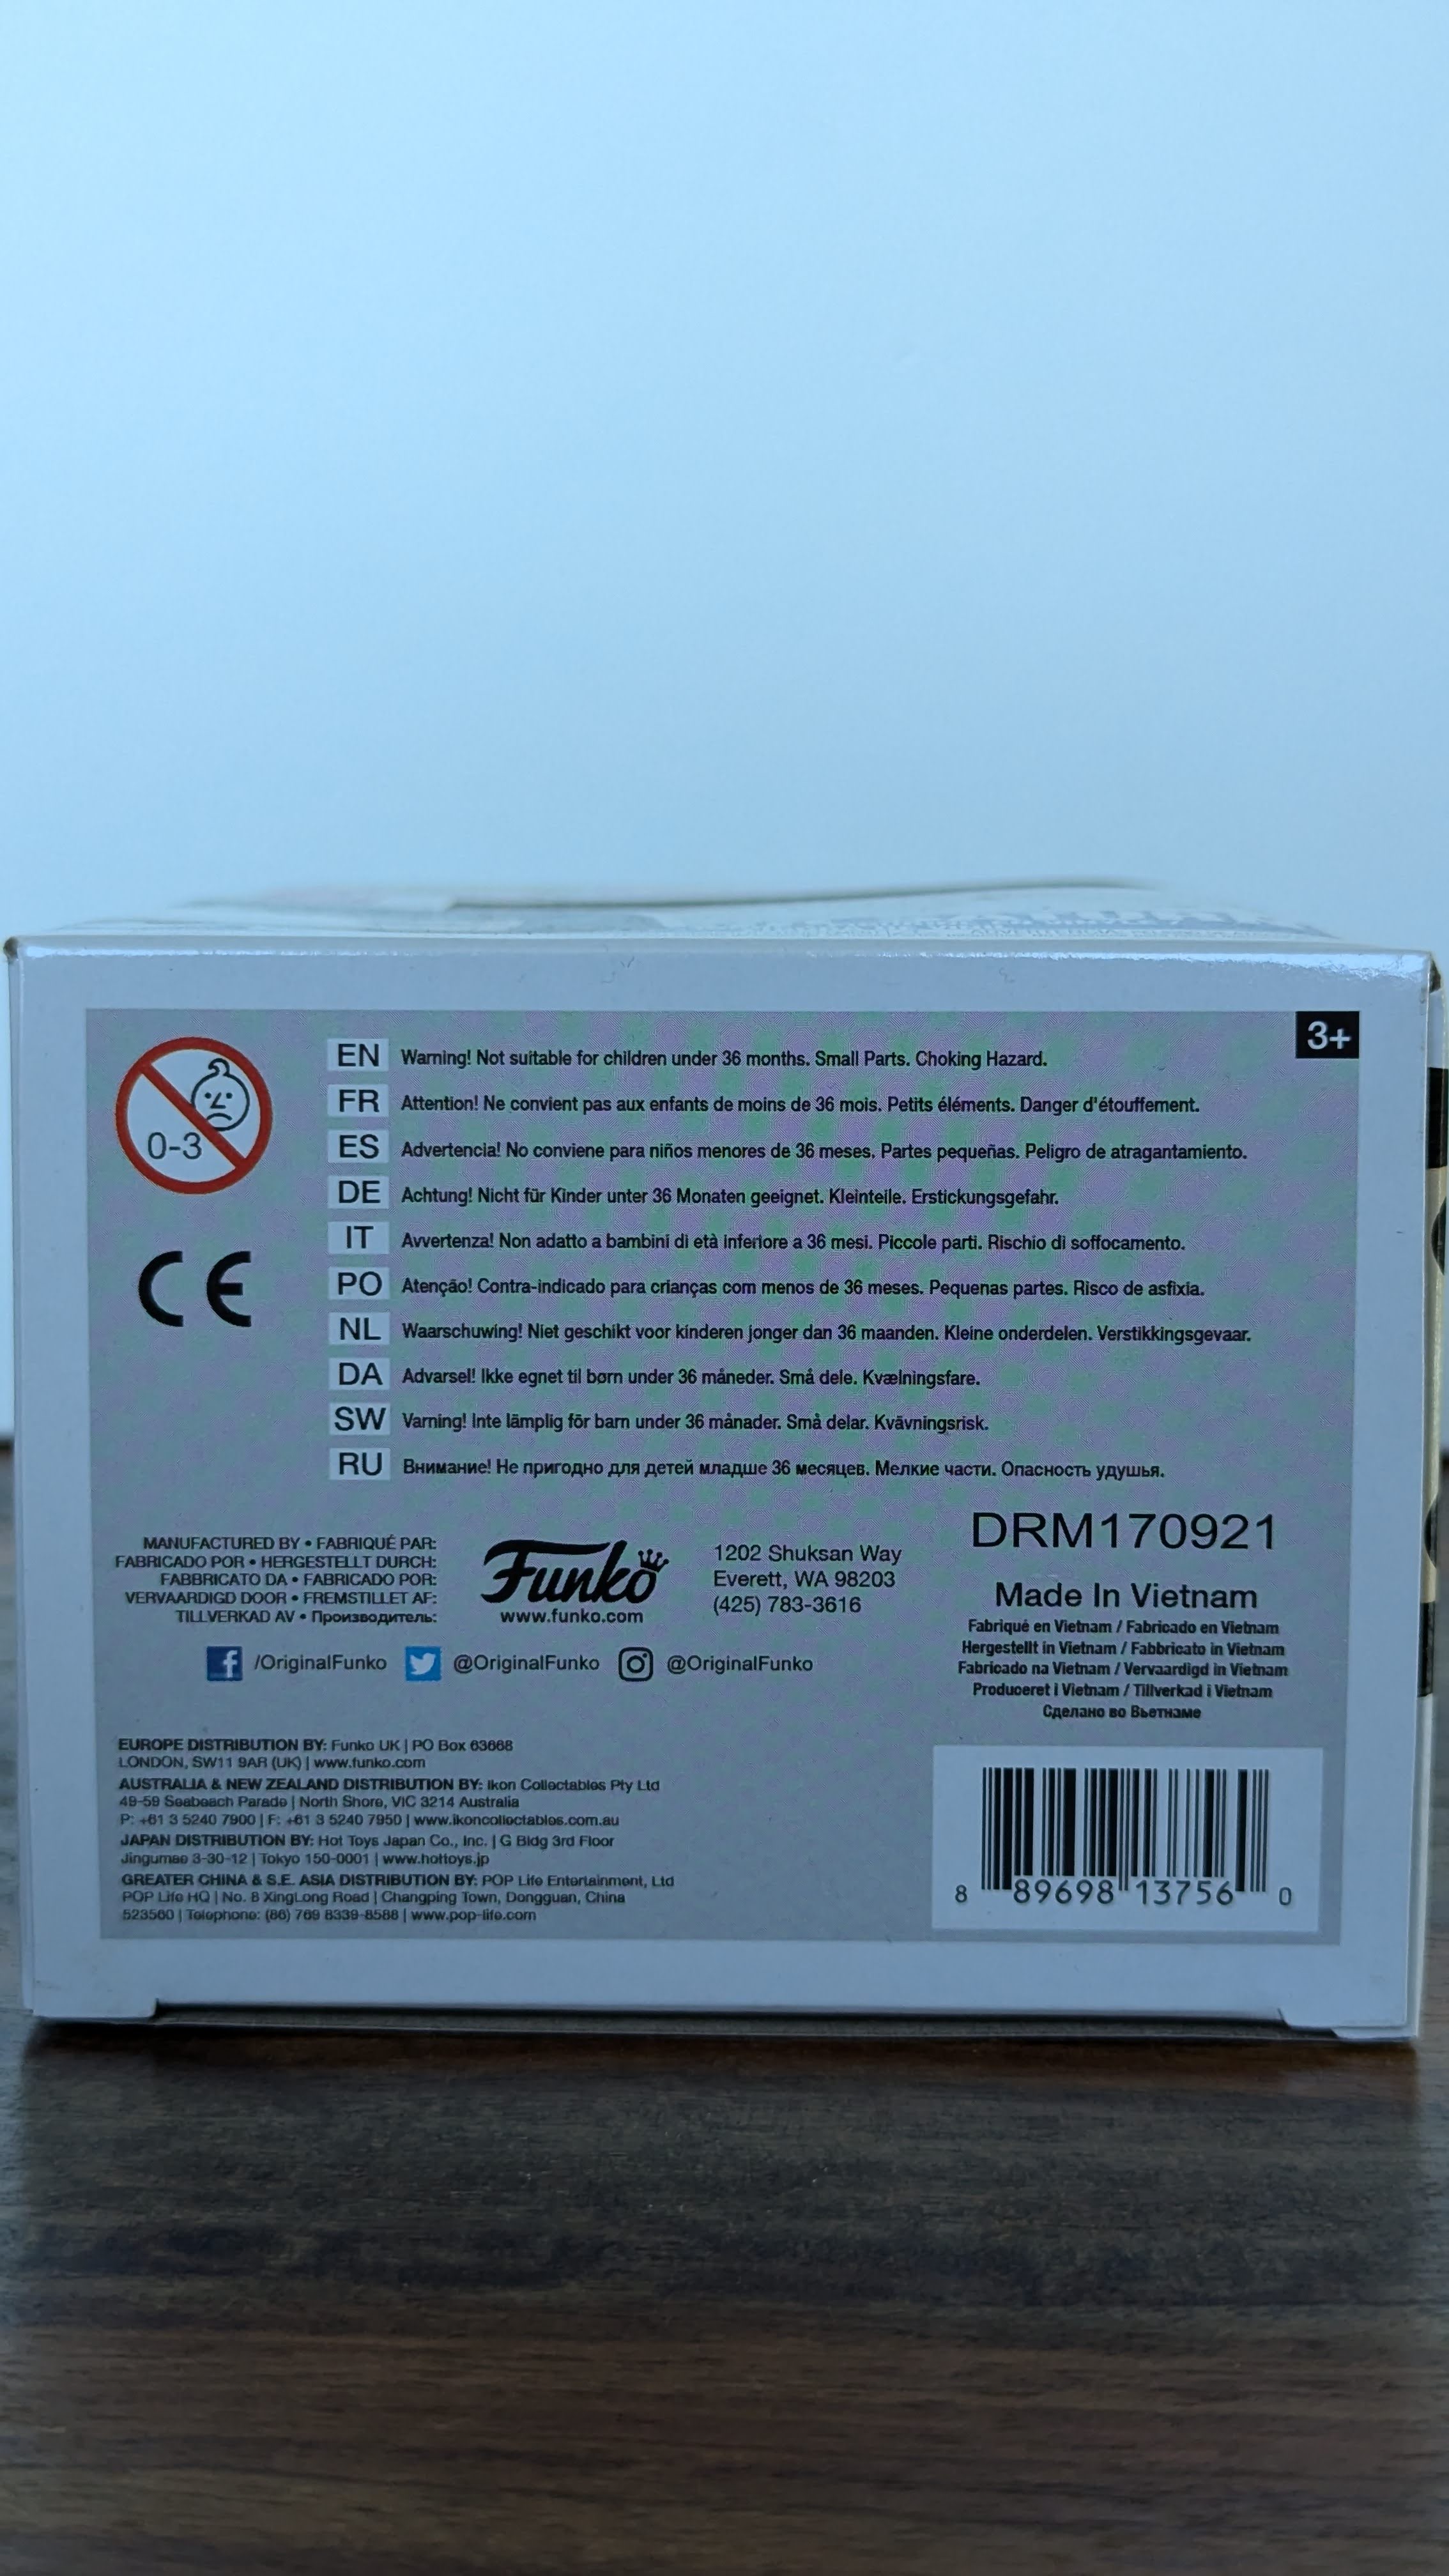 3+
0-3
EN Warning! Not suitable for children under 36 months. Small Parts. Choking Hazard.
FR Attention! Ne convient pas aux enfants de moins de 36 mois. Petits éléments. Danger d'étouffement.
ES Advertencia! No conviene para niños menores de 36 meses. Partes pequeñas. Peligro de atragantamiento.
DE Achtung! Nicht für Kinder unter 36 Monaten geeignet. Kleinteile. Erstickungsgefahr.
IT Avvertenza! Non adatto a bambini di età inferiore a 36 mesi. Piccole parti. Rischio di soffocamento.
CE
PO Atenção! Contra-indicado para crianças com menos de 36 meses. Pequenas partes. Risco de asfixia.
NL Waarschuwing! Niet geschikt voor kinderen jonger dan 36 maanden. Kleine onderdelen. Verstikkingsgevaar.
DA Advarsel! Ikke egnet til børn under 36 måneder. Små dele. Kvælningsfare.
SW Varning! Inte lämplig för barn under 36 månader. Små delar. Kvävningsrisk.
RU Внимание! Не пригодно для детей младше 36 месяцев. Мелкие части. Опасность удушья.
MANUFACTURED BY • FABRIQUÉ PAR:
FABRICADO POR • HERGESTELLT DURCH:
FABBRICATO DA • FABRICADO POR:
VERVAARDIGD DOOR • FREMSTILLET AF:
TILLVERKAD AV • Производитель:
Funko
www.funko.com
1202 Shuksan Way
Everett, WA 98203
(425) 783-3616
/OriginalFunko @OriginalFunko @OriginalFunko
DRM170921
Made In Vietnam
Fabriqué en Vietnam / Fabricado en Vietnam
Hergestellt in Vietnam / Fabbricato in Vietnam
Fabricado na Vietnam / Vervaardigd in Vietnam
Produceret i Vietnam / Tillverkad i Vietnam
Сделано во Вьетнаме
EUROPE DISTRIBUTION BY: Funko UK | PO Box 63668
LONDON, SW11 9AR (UK) | www.funko.com
AUSTRALIA & NEW ZEALAND DISTRIBUTION BY: Ikon Collectables Pty Ltd
49-59 Seabeach Parade | North Shore, VIC 3214 Australia
P: +61 3 5240 7900 | F: +61 3 5240 7950 | www.ikoncollectables.com.au
JAPAN DISTRIBUTION BY: Hot Toys Japan Co., Inc. | G Bldg 3rd Floor
Jingumae 3-30-12 | Tokyo 150-0001 | www.hottoys.jp
GREATER CHINA & S.E. ASIA DISTRIBUTION BY: POP Life Entertainment, Ltd
POP Life HQ | No. 8 XingLong Road | Changping Town, Dongguan, China
523560 | Telephone: (86) 769 8339-8588 | www.pop-life.com
8 89698 13756 0